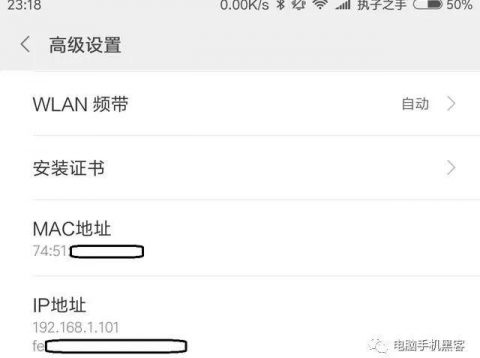 23:18 0.00K/s 执子之手 50%
高级设置
WLAN 频带 自动
安装证书
MAC地址
74:51:
IP地址
192.168.1.101
fe
电脑手机黑客